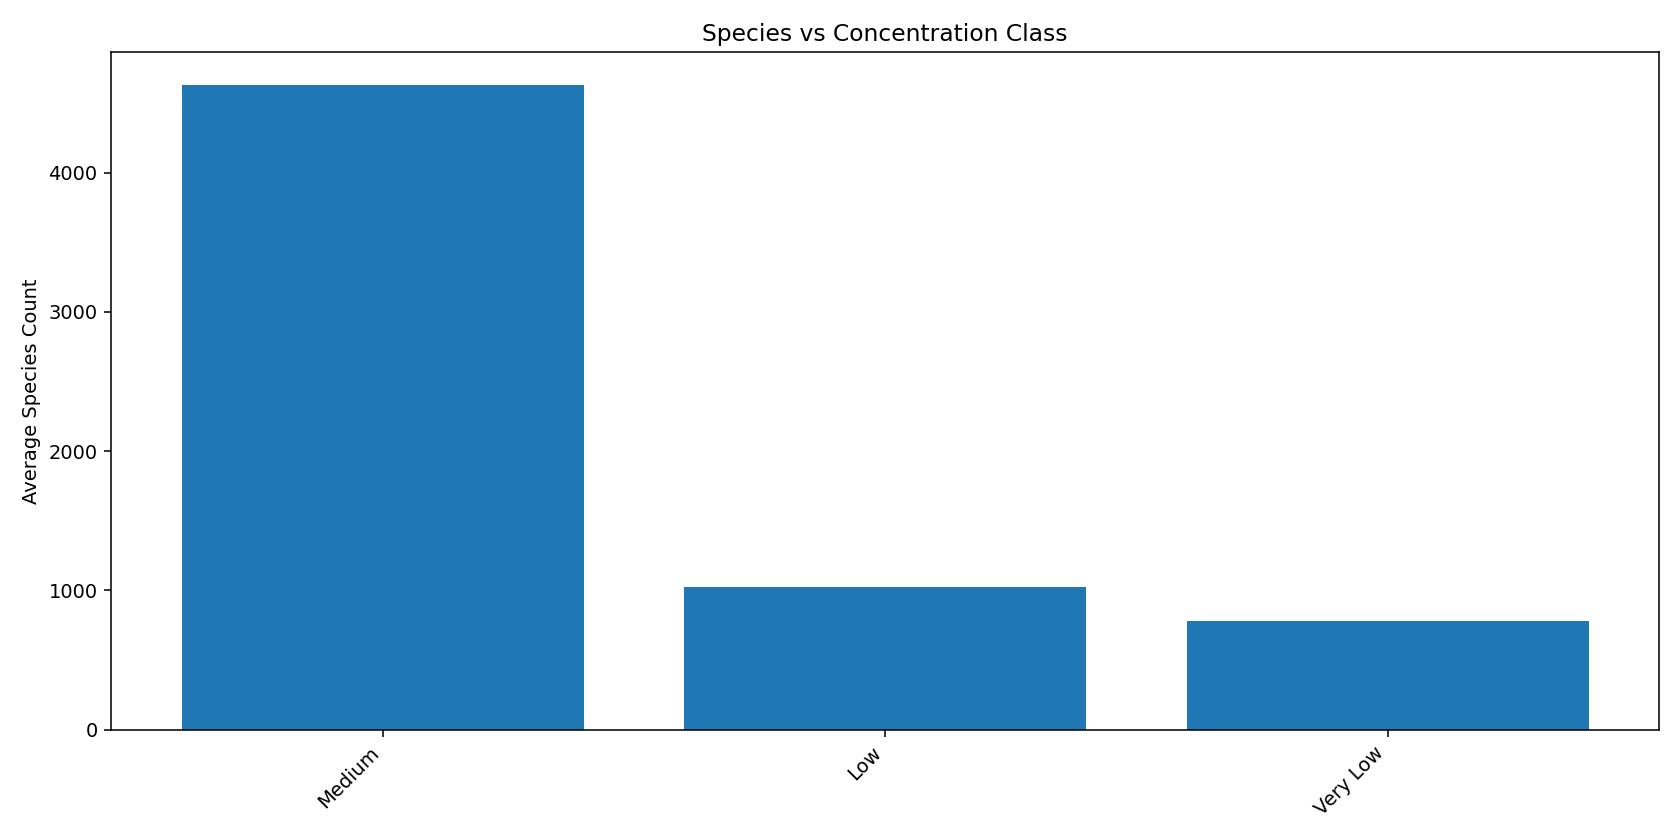 Species vs Concentration Class
Average Species Count
4000
3000
2000
1000
0
Medium
Low
Very Low